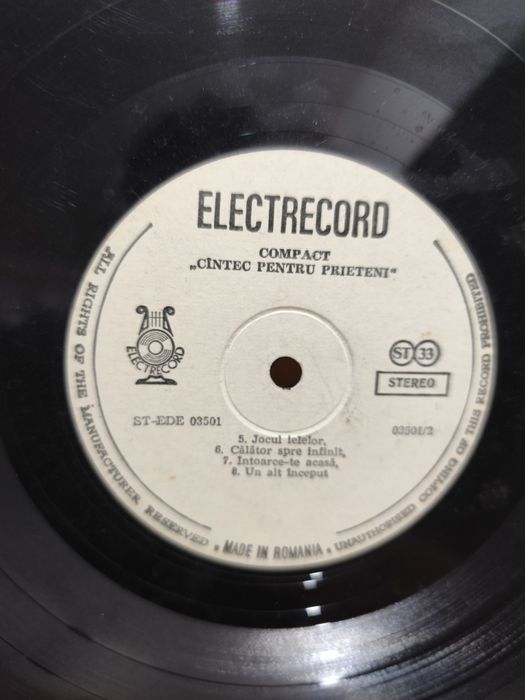 ELECTRECORD
COMPACT
„CÎNTEC PENTRU PRIETENI“
ELECTRECORD
ST 33
STEREO
ST-EDE 03501
03501/2
5. Jocul ielelor,
6. Călător spre infinit,
7. Intoarce-te acasă,
8. Un alt început
ALL RIGHTS OF THE MANUFACTURER RESERVED • MADE IN ROMANIA • UNAUTHORISED COPYING OF THIS RECORD PROHIBITED